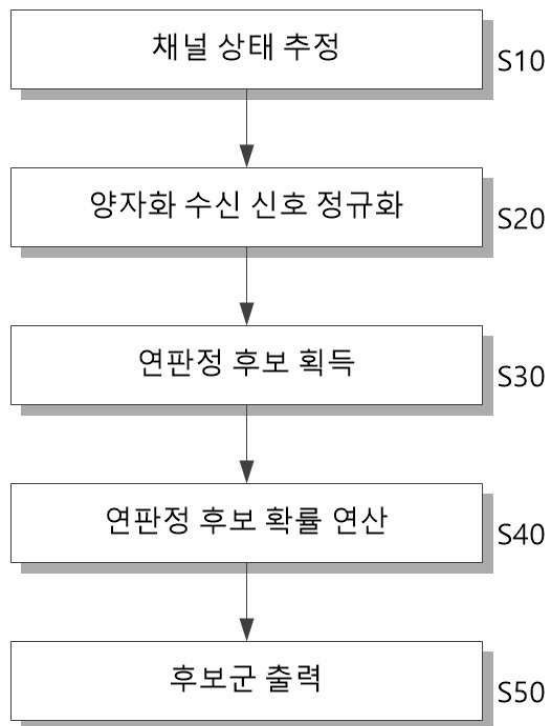 채널 상태 추정
S10
양자화 수신 신호 정규화
S20
연판정 후보 획득
S30
연판정 후보 확률 연산
S40
후보군 출력
S50